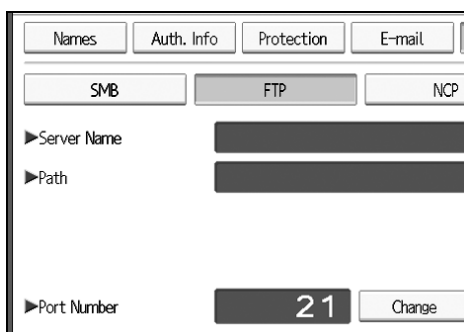 Names Auth. Info Protection E-mail
SMB FTP NCP
▶Server Name
▶Path
▶Port Number 21 Change